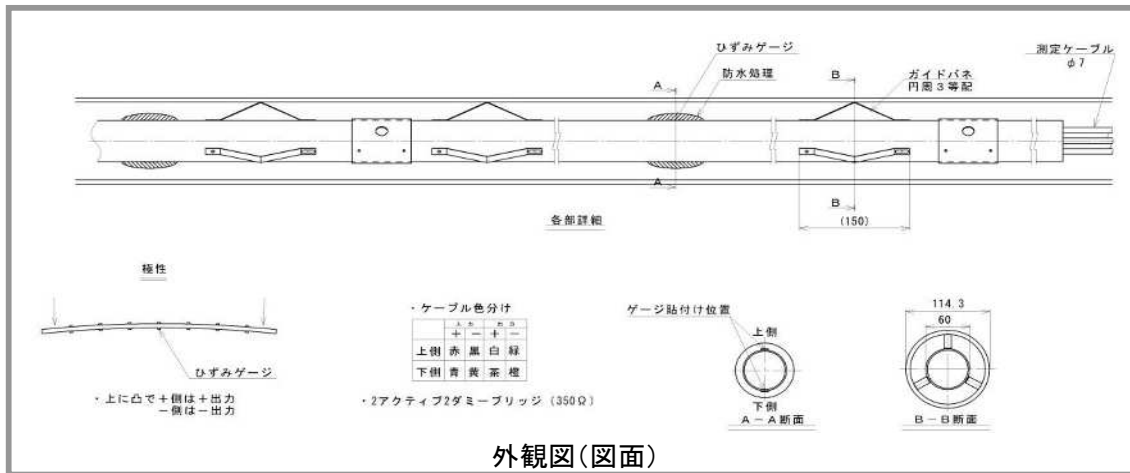 ひずみゲージ
防水処理
A
B
ガイドバネ
円周3等配
測定ケーブル
φ7
A
B
(150)
各部詳細
極性
ひずみゲージ
・上に凸で+側は+出力
-側は-出力
・ケーブル色分け
出力
+ - + -
上側 赤 黒 白 緑
下側 青 黄 茶 橙
・2アクティブ2ダミーブリッジ(350Ω)
ゲージ貼付け位置
上側
下側
A-A断面
114.3
60
B-B断面
外観図(図面)